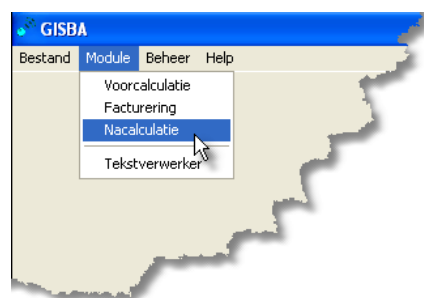 GISBA
Bestand Module Beheer Help
Voorcalculatie
Facturering
Nacalculatie
Tekstverwerker